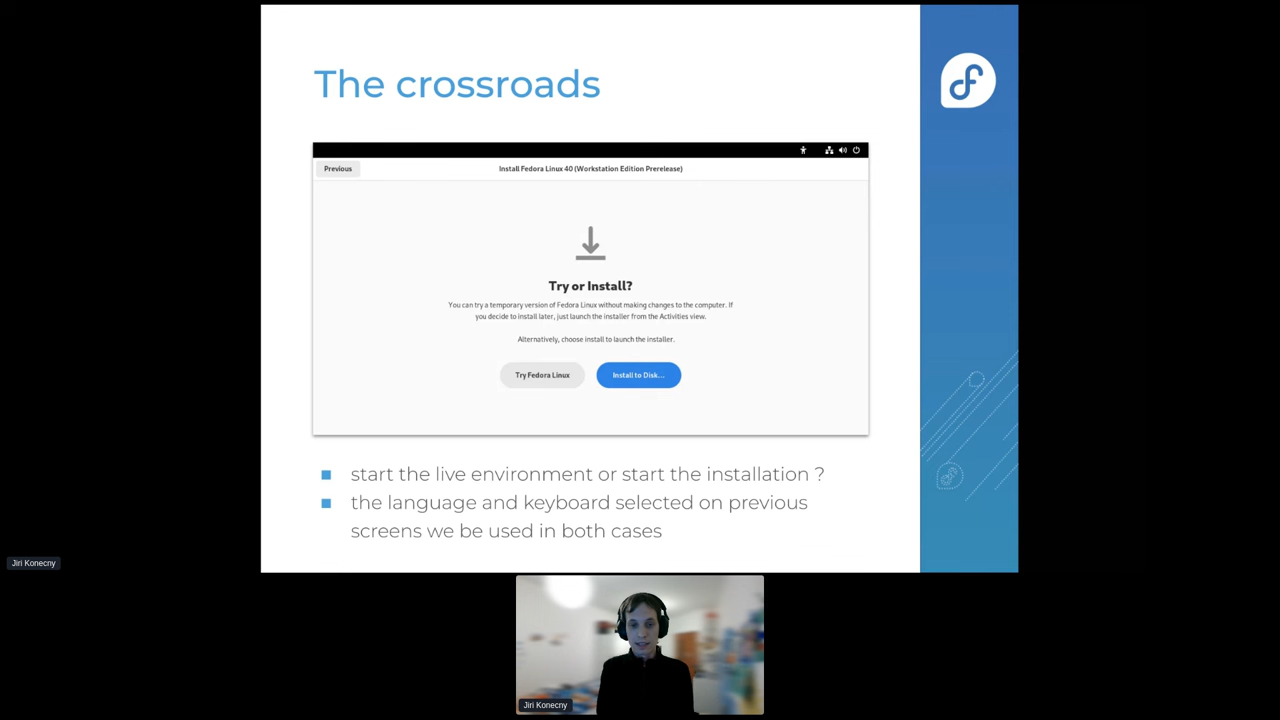 The crossroads
Previous
Install Fedora Linux 40 (Workstation Edition Prerelease)
Try or Install?
You can try a temporary version of Fedora Linux without making changes to the computer. If
you decide to install later, just launch the installer from the Activities view.
Alternatively, choose install to launch the installer.
Try Fedora Linux
Install to Disk...
start the live environment or start the installation ?
the language and keyboard selected on previous
screens we be used in both cases
Jiri Konecny
Jiri Konecny